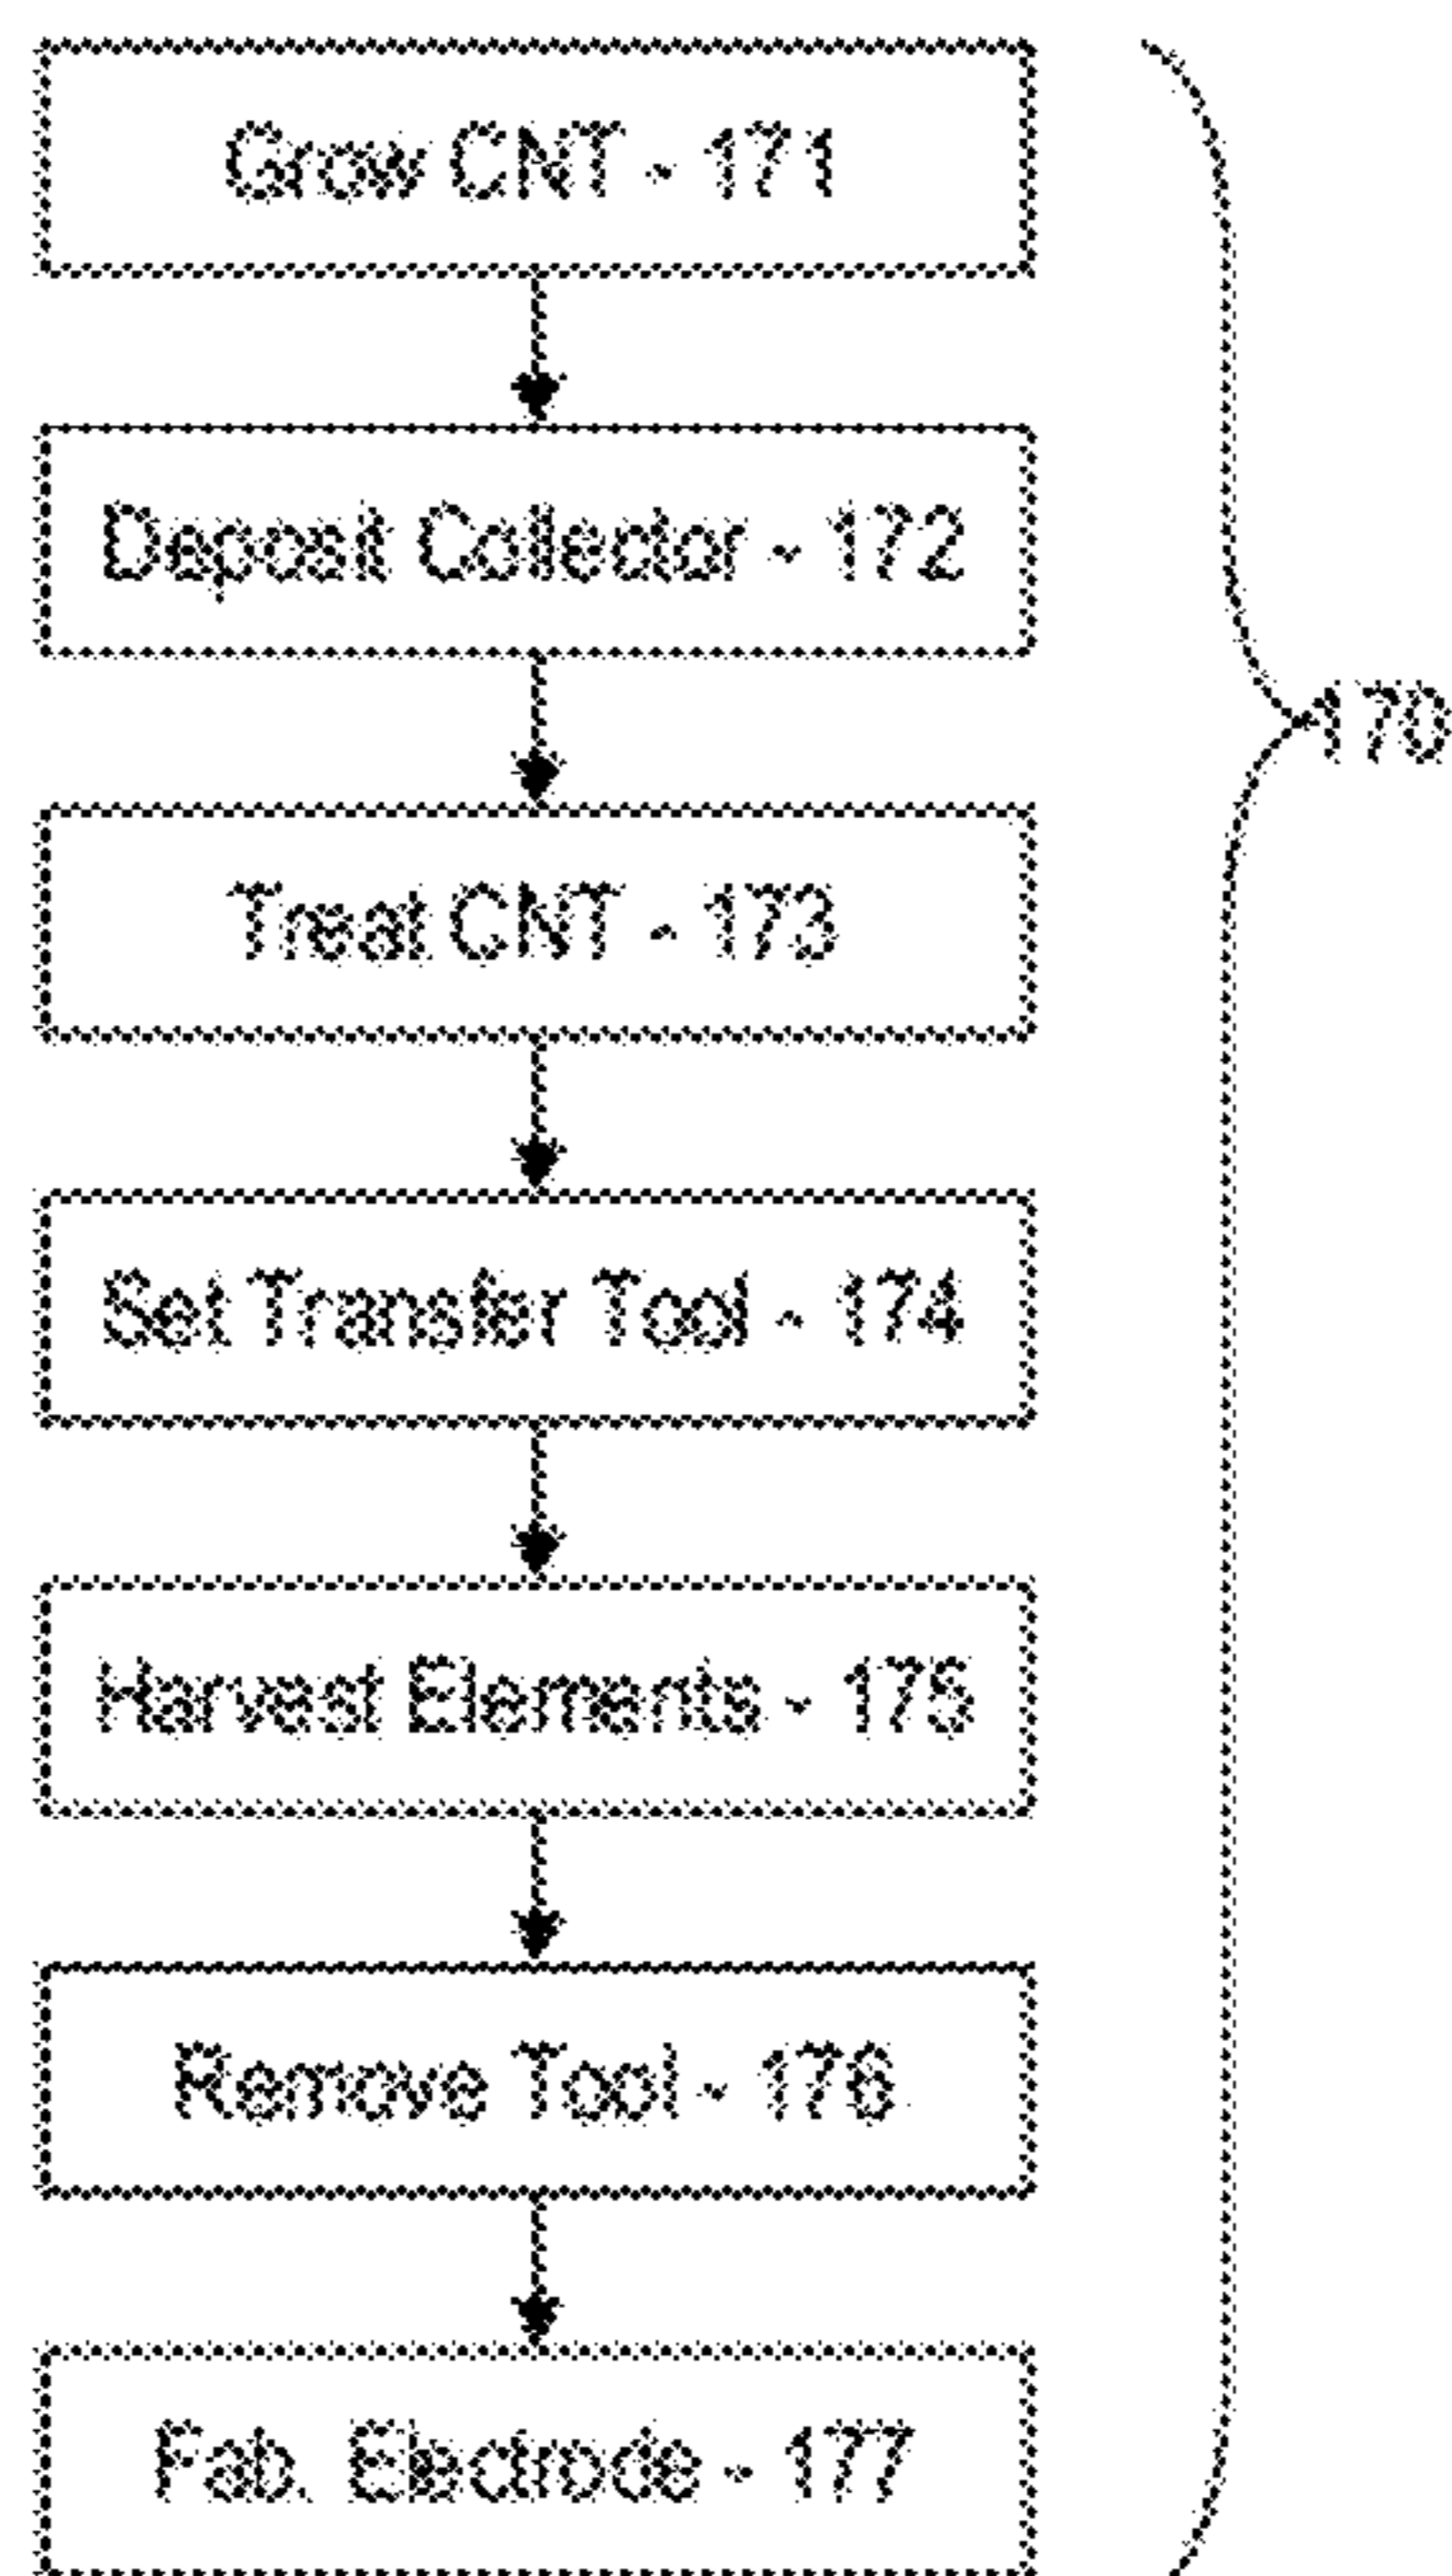 Grow CNT - 171
Deposit Collector - 172
170
Treat CNT - 173
Set Transfer Tool - 174
Harvest Elements - 175
Remove Tool - 176
Fab. Electrode - 177